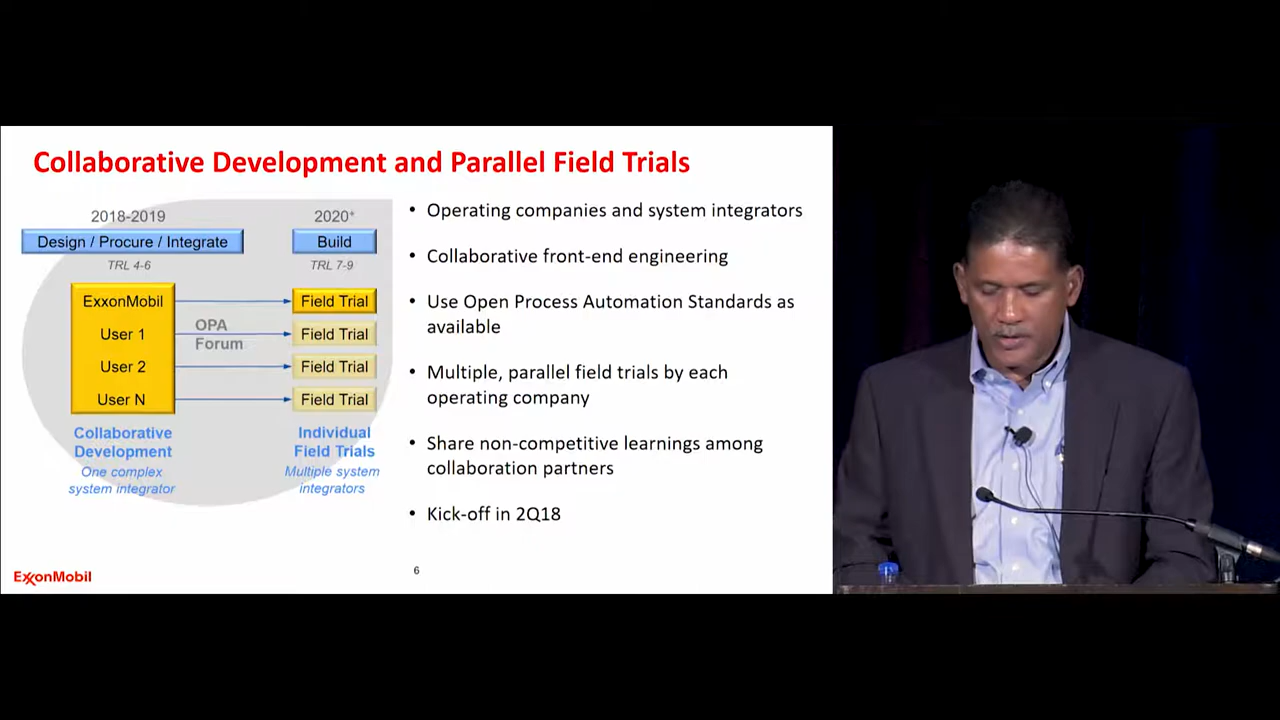 Collaborative Development and Parallel Field Trials
2018-2019
2020*
Design / Procure / Integrate
Build
TRL 4-6
TRL 7-9
ExxonMobil
User 1
User 2
User N
OPA
Forum
Field Trial
Field Trial
Field Trial
Field Trial
Collaborative
Development
One complex
system integrator
Individual
Field Trials
Multiple system
integrators
• Operating companies and system integrators
• Collaborative front-end engineering
• Use Open Process Automation Standards as
available
• Multiple, parallel field trials by each
operating company
• Share non-competitive learnings among
collaboration partners
• Kick-off in 2Q18
ExxonMobil
6